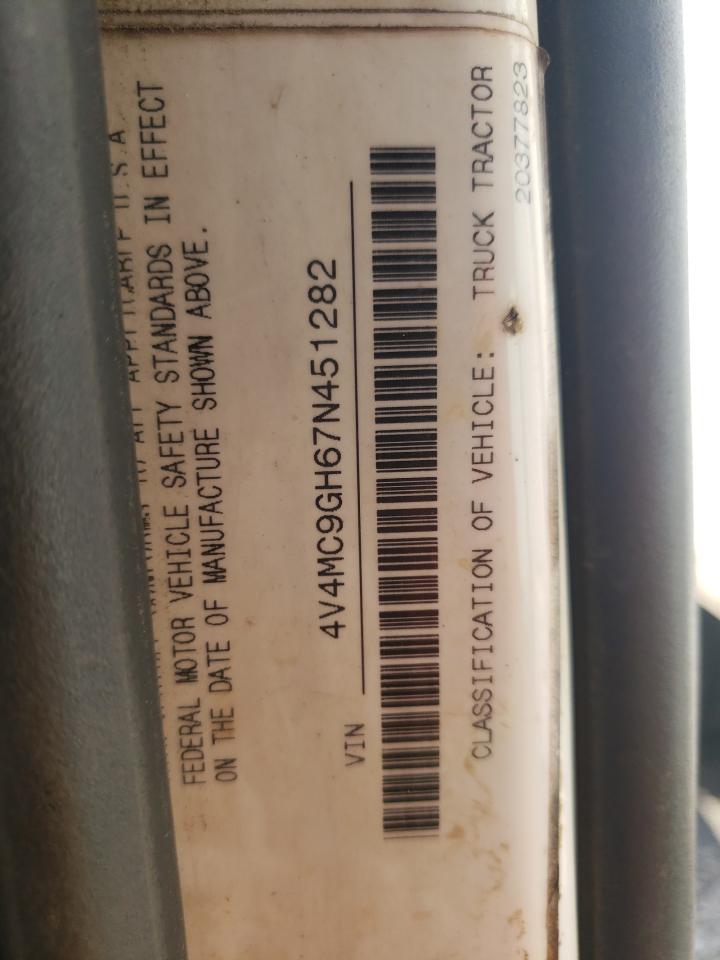 APPLICABLE U.S.A
FEDERAL MOTOR VEHICLE SAFETY STANDARDS IN EFFECT
ON THE DATE OF MANUFACTURE SHOWN ABOVE.
VIN 4V4MC9GH67N451282
CLASSIFICATION OF VEHICLE: TRUCK TRACTOR
20377823